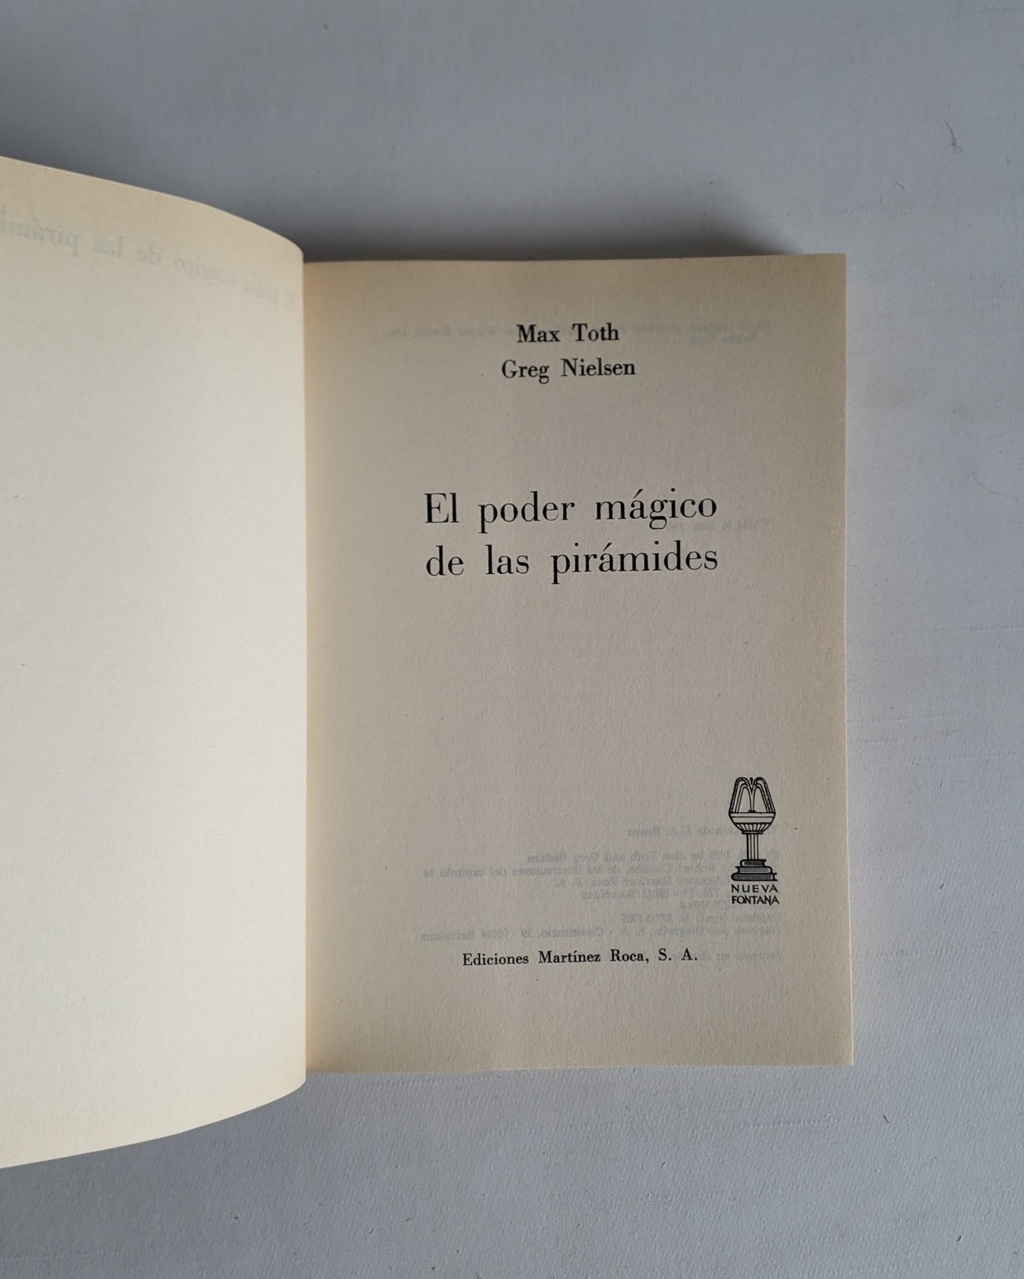 Max Toth
Greg Nielsen
El poder mágico
de las pirámides
NUEVA
FONTANA
Ediciones Martínez Roca, S. A.